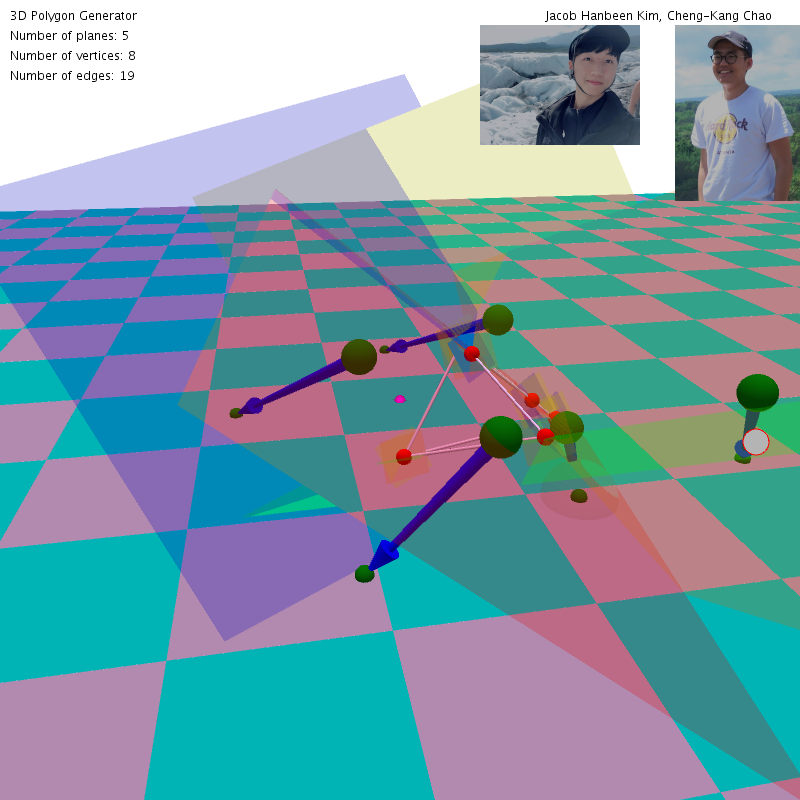 3D Polygon Generator
Jacob Hanbeen Kim, Cheng-Kang Chao
Number of planes: 5
Number of vertices: 8
Number of edges: 19